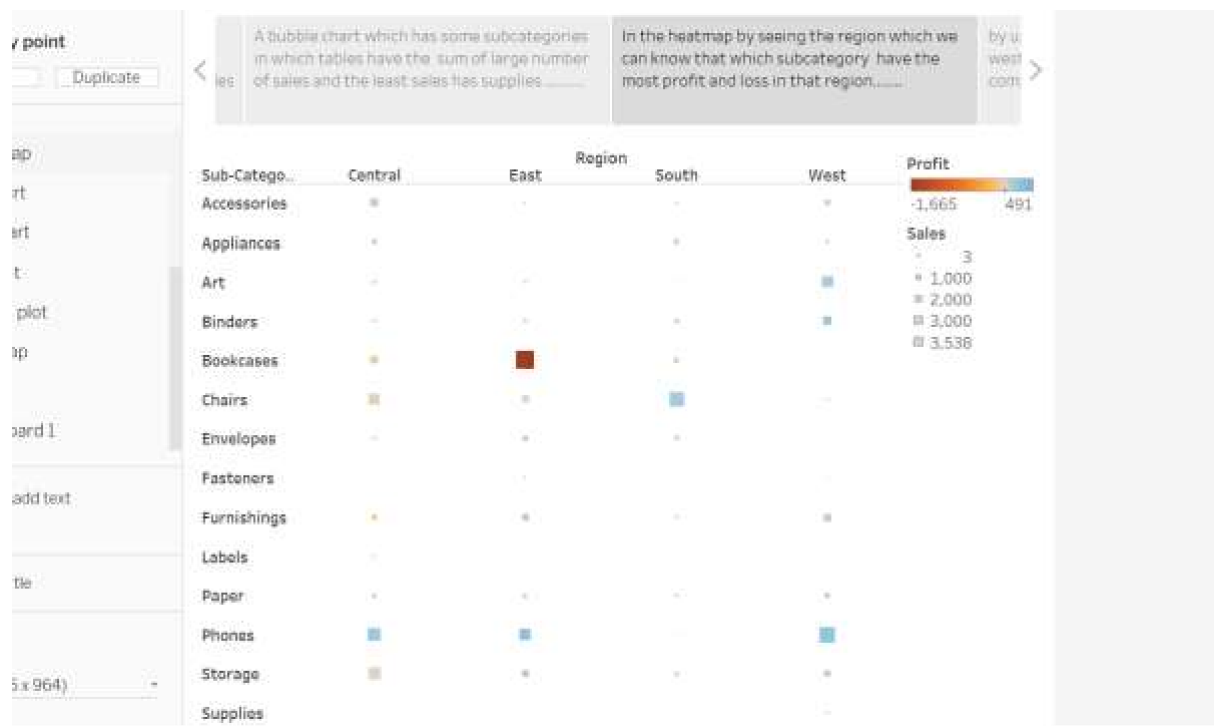 y point
Duplicate
ap
rt
art
t
plot
ap
oard 1
add text
tle
5 x 964)
les
A bubble chart which has some subcategories
in which tables have the sum of large number
of sales and the least sales has supplies.........
In the heatmap by seeing the region which we
can know that which subcategory have the
most profit and loss in that region.......
by u
west
com
Region
Sub-Catego.. Central East South West
Accessories
Appliances
Art
Binders
Bookcases
Chairs
Envelopes
Fasteners
Furnishings
Labels
Paper
Phones
Storage
Supplies
Profit
-1,665 491
Sales
3
1,000
2,000
3,000
3,538